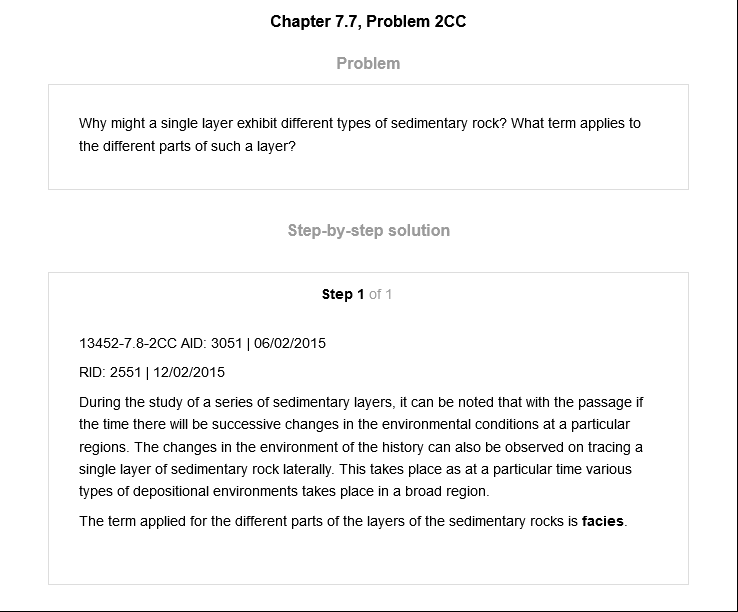 Chapter 7.7, Problem 2CC
Problem
Why might a single layer exhibit different types of sedimentary rock? What term applies to
the different parts of such a layer?
Step-by-step solution
Step 1 of 1
13452-7.8-2CC AID: 3051 | 06/02/2015
RID: 2551 | 12/02/2015
During the study of a series of sedimentary layers, it can be noted that with the passage if
the time there will be successive changes in the environmental conditions at a particular
regions. The changes in the environment of the history can also be observed on tracing a
single layer of sedimentary rock laterally. This takes place as at a particular time various
types of depositional environments takes place in a broad region.
The term applied for the different parts of the layers of the sedimentary rocks is facies.